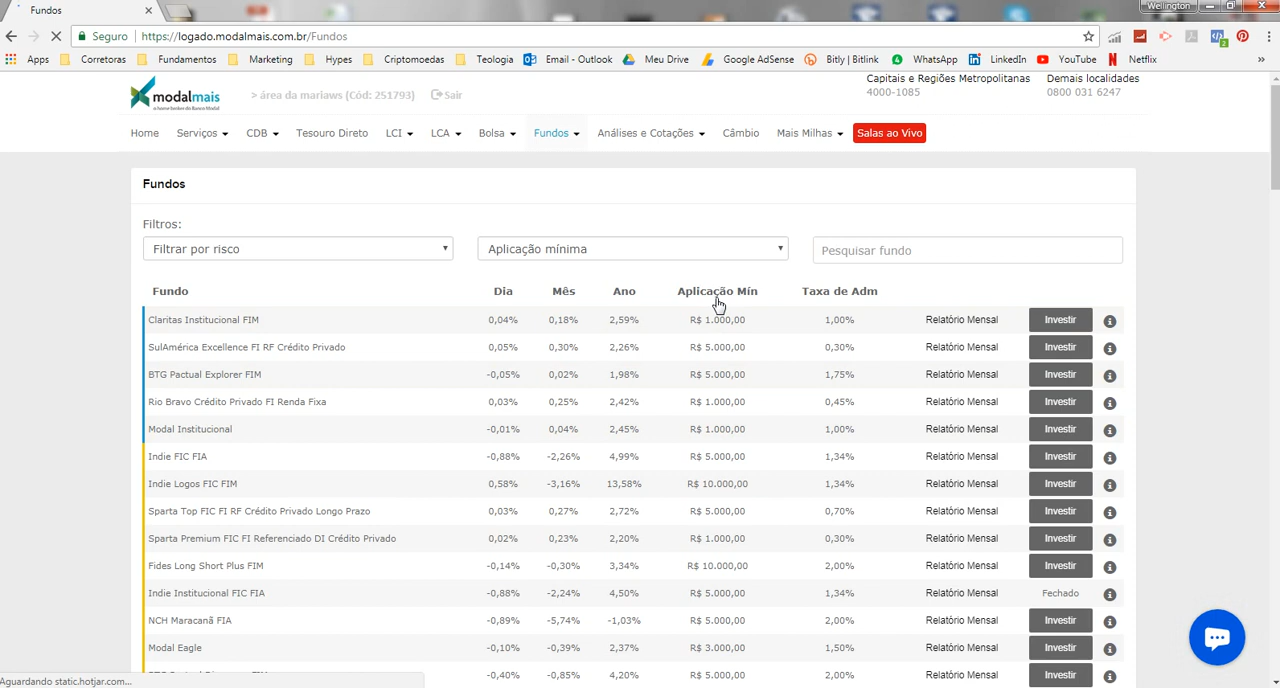 Fundos
Wellington
Seguro https://logado.modalmais.com.br/Fundos
Apps Corretoras Fundamentos Marketing Hypes Criptomoedas Teologia Email - Outlook Meu Drive Google AdSense Bitly | Bitlink WhatsApp LinkedIn YouTube Netflix »
modalmais
o home broker do Banco Modal
> área da mariaws (Cód: 251793) Sair
Capitais e Regiões Metropolitanas
4000-1085
Demais localidades
0800 031 6247
Home Serviços CDB Tesouro Direto LCI LCA Bolsa Fundos Análises e Cotações Câmbio Mais Milhas Salas ao Vivo
Fundos
Filtros:
Filtrar por risco Aplicação mínima Pesquisar fundo
Fundo Dia Mês Ano Aplicação Mín Taxa de Adm
Claritas Institucional FIM 0,04% 0,18% 2,59% R$ 1.000,00 1,00% Relatório Mensal Investir
SulAmérica Excellence FI RF Crédito Privado 0,05% 0,30% 2,26% R$ 5.000,00 0,30% Relatório Mensal Investir
BTG Pactual Explorer FIM -0,05% 0,02% 1,98% R$ 5.000,00 1,75% Relatório Mensal Investir
Rio Bravo Crédito Privado FI Renda Fixa 0,03% 0,25% 2,42% R$ 1.000,00 0,45% Relatório Mensal Investir
Modal Institucional -0,01% 0,04% 2,45% R$ 1.000,00 1,00% Relatório Mensal Investir
Indie FIC FIA -0,88% -2,26% 4,99% R$ 5.000,00 1,34% Relatório Mensal Investir
Indie Logos FIC FIM 0,58% -3,16% 13,58% R$ 10.000,00 1,34% Relatório Mensal Investir
Sparta Top FIC FI RF Crédito Privado Longo Prazo 0,03% 0,27% 2,72% R$ 5.000,00 0,70% Relatório Mensal Investir
Sparta Premium FIC FI Referenciado DI Crédito Privado 0,02% 0,23% 2,20% R$ 1.000,00 0,30% Relatório Mensal Investir
Fides Long Short Plus FIM -0,14% -0,30% 3,34% R$ 10.000,00 2,00% Relatório Mensal Investir
Indie Institucional FIC FIA -0,88% -2,24% 4,50% R$ 5.000,00 1,34% Relatório Mensal Fechado
NCH Maracanã FIA -0,89% -5,74% -1,03% R$ 5.000,00 2,00% Relatório Mensal Investir
Modal Eagle -0,10% -0,39% 2,37% R$ 3.000,00 1,50% Relatório Mensal Investir
-0,40% -0,85% 4,20% R$ 5.000,00 2,00% Relatório Mensal Investir
Aguardando static.hotjar.com...